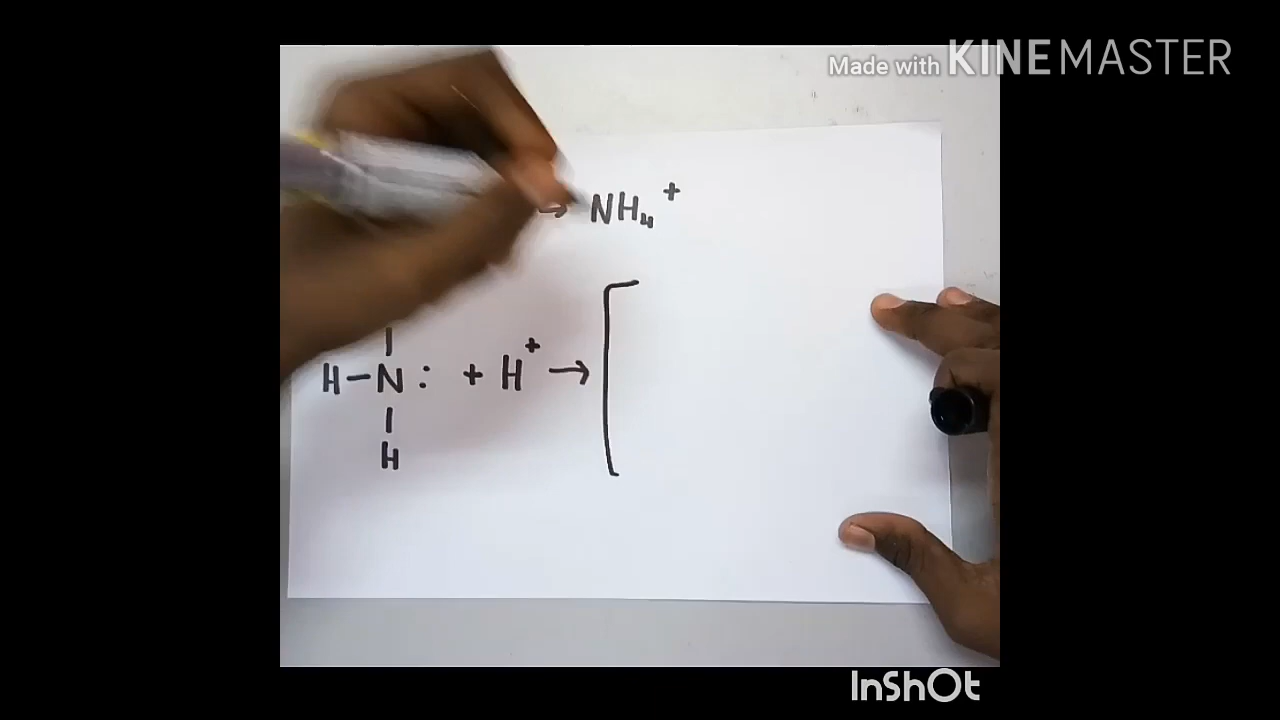 Made with KINEMASTER
→ NH₄⁺
H–N: + H⁺ → [
H
InShOt